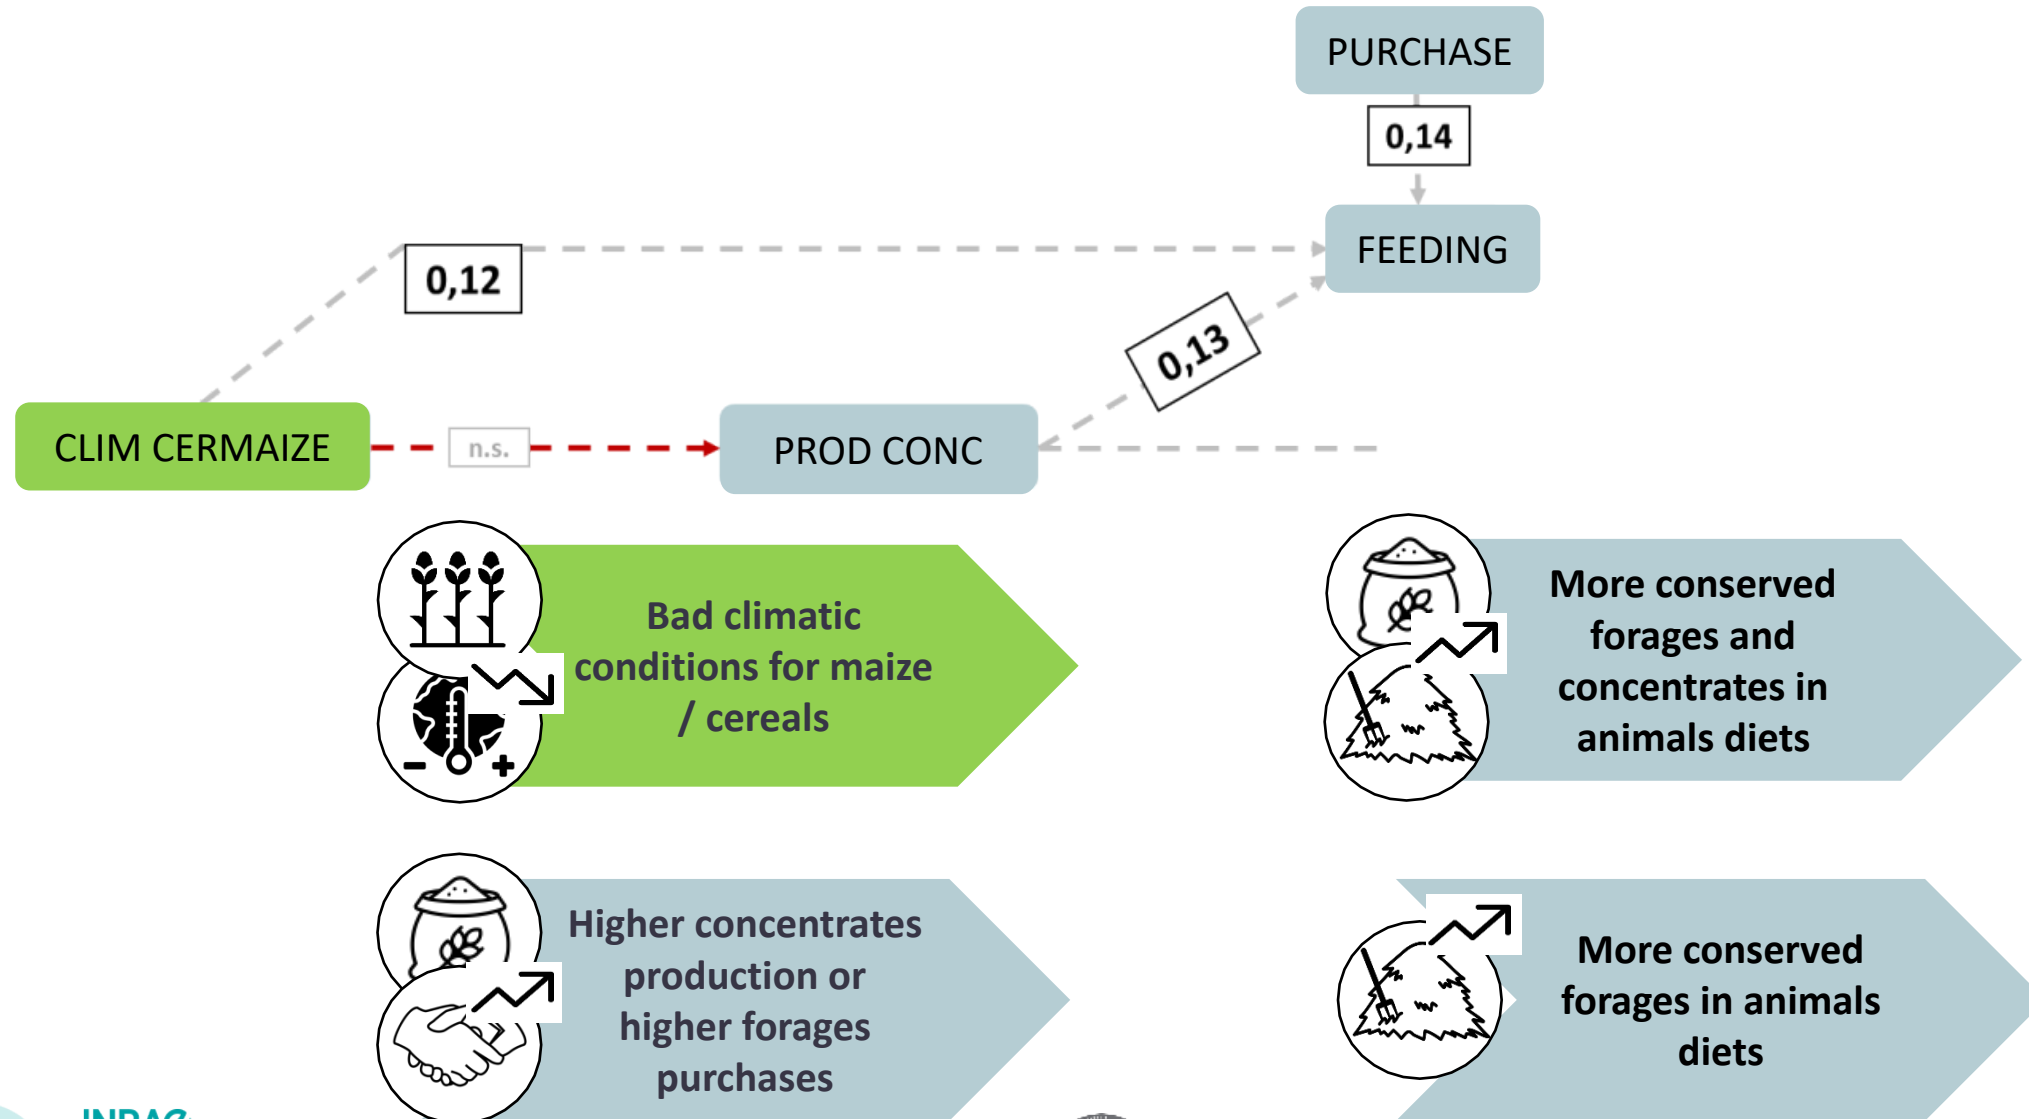 PURCHASE
0,14
FEEDING
0,12
0,13
CLIM CERMAIZE
n.s.
PROD CONC
Bad climatic
conditions for maize
/ cereals
More conserved
forages and
concentrates in
animals diets
Higher concentrates
production or
higher forages
purchases
More conserved
forages in animals
diets